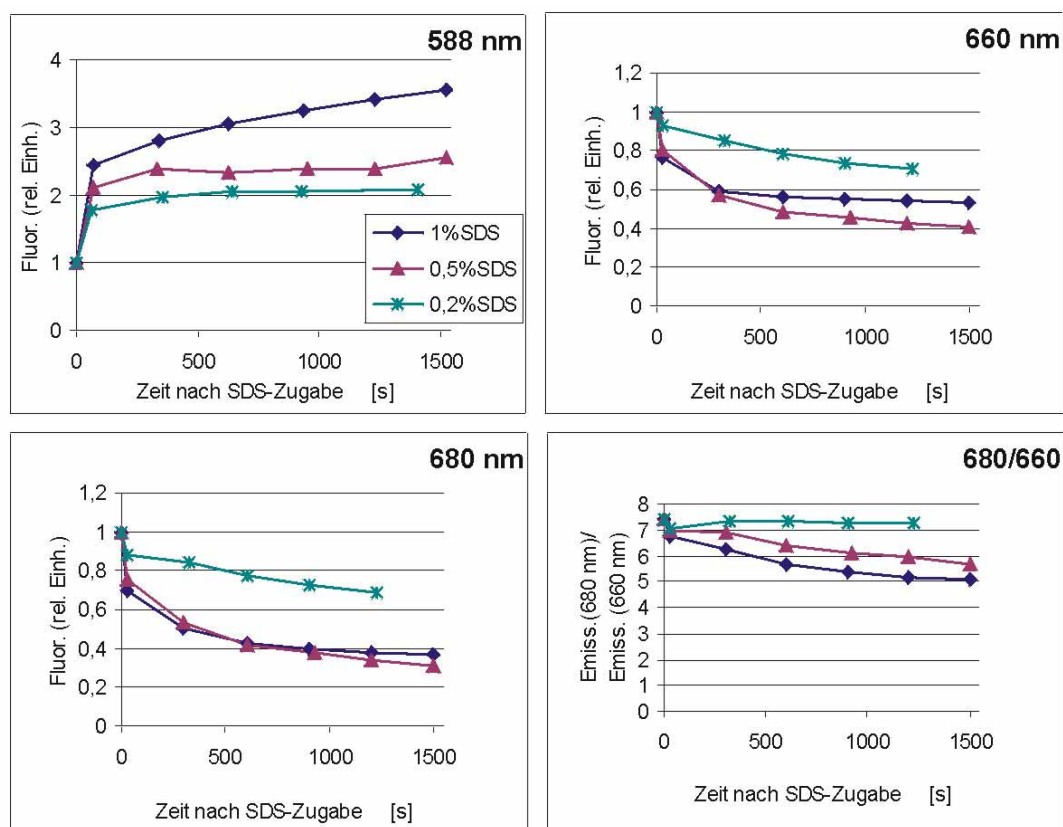 588 nm
4
3
2
1
0
Fluor. (rel. Einh.)
1%SDS
0,5%SDS
0,2%SDS
0 500 1000 1500
Zeit nach SDS-Zugabe [s]
660 nm
1,2
1
0,8
0,6
0,4
0,2
0
Fluor. (rel. Einh.)
0 500 1000 1500
Zeit nach SDS-Zugabe [s]
680 nm
1,2
1
0,8
0,6
0,4
0,2
0
Fluor. (rel. Einh.)
0 500 1000 1500
Zeit nach SDS-Zugabe [s]
680/660
8
7
6
5
4
3
2
1
0
Emiss.(680 nm)/
Emiss. (660 nm)
0 500 1000 1500
Zeit nach SDS-Zugabe [s]